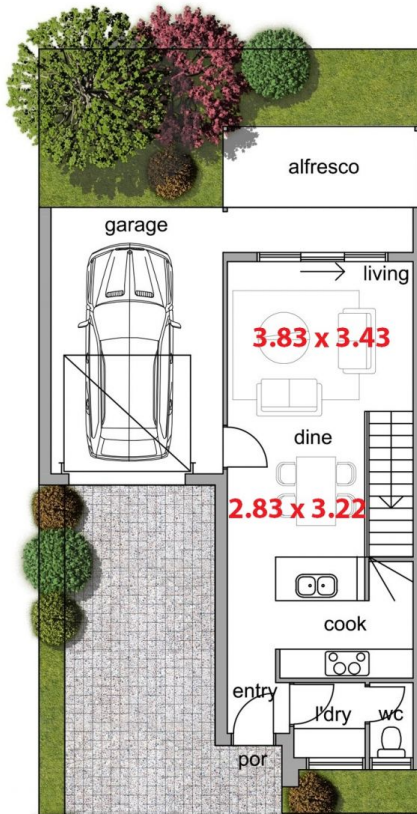 alfresco
garage
living
3.83 x 3.43
dine
2.83 x 3.22
cook
entry
l'dry
wc
por